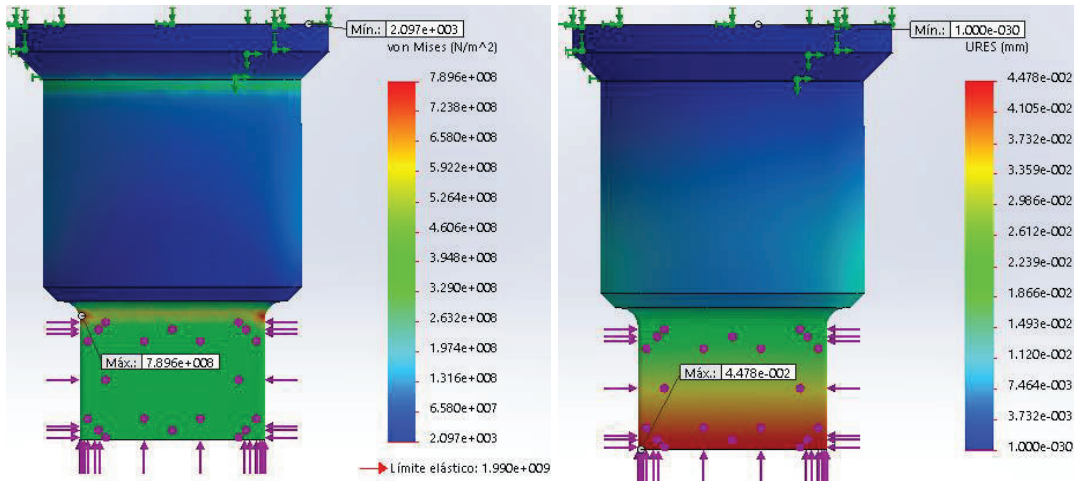 Mín.: 2.097e+003
von Mises (N/m^2)
7.896e+008
7.238e+008
6.580e+008
5.922e+008
5.264e+008
4.606e+008
3.948e+008
3.290e+008
2.632e+008
1.974e+008
1.316e+008
6.580e+007
2.097e+003
Máx.: 7.896e+008
Límite elástico: 1.990e+009
Mín.: 1.000e-030
URES (mm)
4.478e-002
4.105e-002
3.732e-002
3.359e-002
2.986e-002
2.612e-002
2.239e-002
1.866e-002
1.493e-002
1.120e-002
7.464e-003
3.732e-003
1.000e-030
Máx.: 4.478e-002